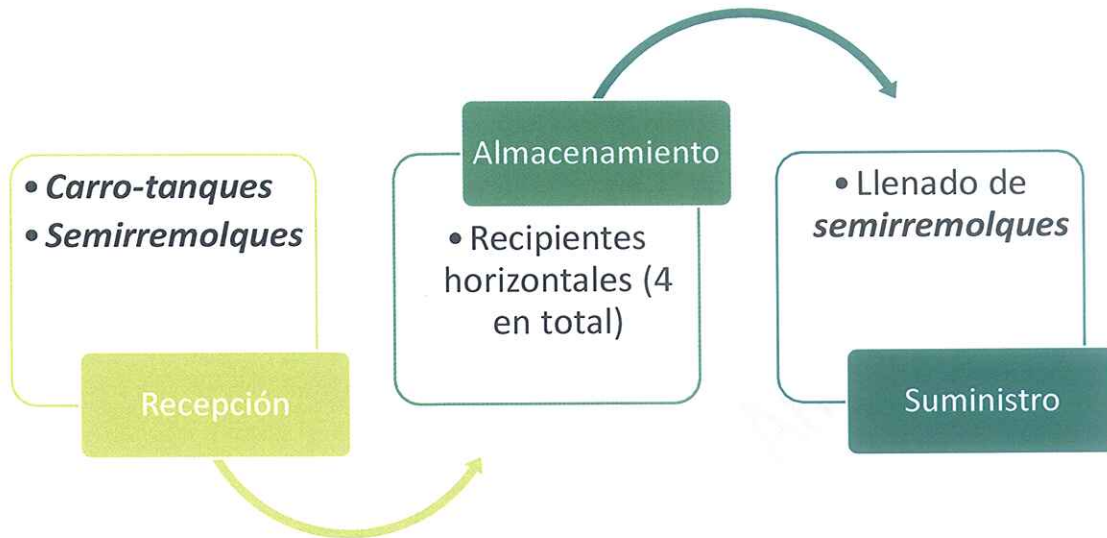 • Carro-tanques
• Semirremolques
Recepción
Almacenamiento
• Recipientes
horizontales (4
en total)
• Llenado de
semirremolques
Suministro